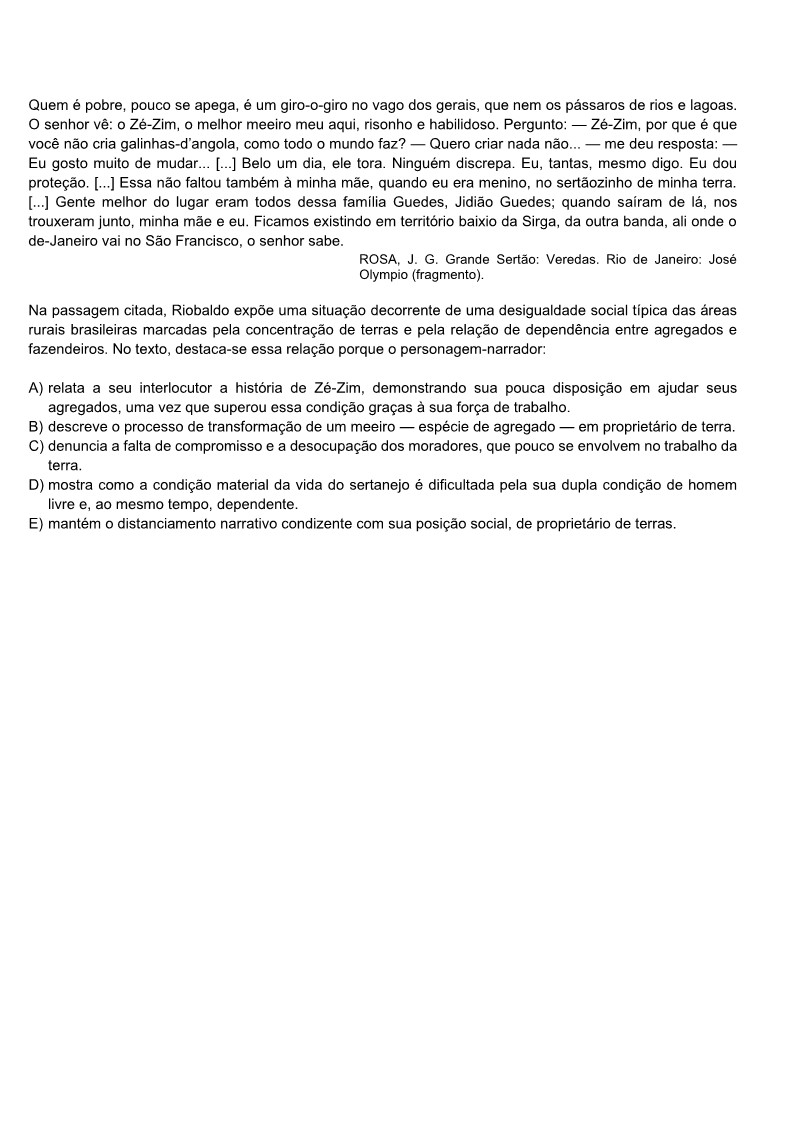 Quem é pobre, pouco se apega, é um giro-o-giro no vago dos gerais, que nem os pássaros de rios e lagoas.
O senhor vê: o Zé-Zim, o melhor meeiro meu aqui, risonho e habilidoso. Pergunto: — Zé-Zim, por que é que
você não cria galinhas-d’angola, como todo o mundo faz? — Quero criar nada não... — me deu resposta: —
Eu gosto muito de mudar... [...] Belo um dia, ele tora. Ninguém discrepa. Eu, tantas, mesmo digo. Eu dou
proteção. [...] Essa não faltou também à minha mãe, quando eu era menino, no sertãozinho de minha terra.
[...] Gente melhor do lugar eram todos dessa família Guedes, Jidião Guedes; quando saíram de lá, nos
trouxeram junto, minha mãe e eu. Ficamos existindo em território baixio da Sirga, da outra banda, ali onde o
de-Janeiro vai no São Francisco, o senhor sabe.
ROSA, J. G. Grande Sertão: Veredas. Rio de Janeiro: José
Olympio (fragmento).
Na passagem citada, Riobaldo expõe uma situação decorrente de uma desigualdade social típica das áreas
rurais brasileiras marcadas pela concentração de terras e pela relação de dependência entre agregados e
fazendeiros. No texto, destaca-se essa relação porque o personagem-narrador:
A) relata a seu interlocutor a história de Zé-Zim, demonstrando sua pouca disposição em ajudar seus
agregados, uma vez que superou essa condição graças à sua força de trabalho.
B) descreve o processo de transformação de um meeiro — espécie de agregado — em proprietário de terra.
C) denuncia a falta de compromisso e a desocupação dos moradores, que pouco se envolvem no trabalho da
terra.
D) mostra como a condição material da vida do sertanejo é dificultada pela sua dupla condição de homem
livre e, ao mesmo tempo, dependente.
E) mantém o distanciamento narrativo condizente com sua posição social, de proprietário de terras.